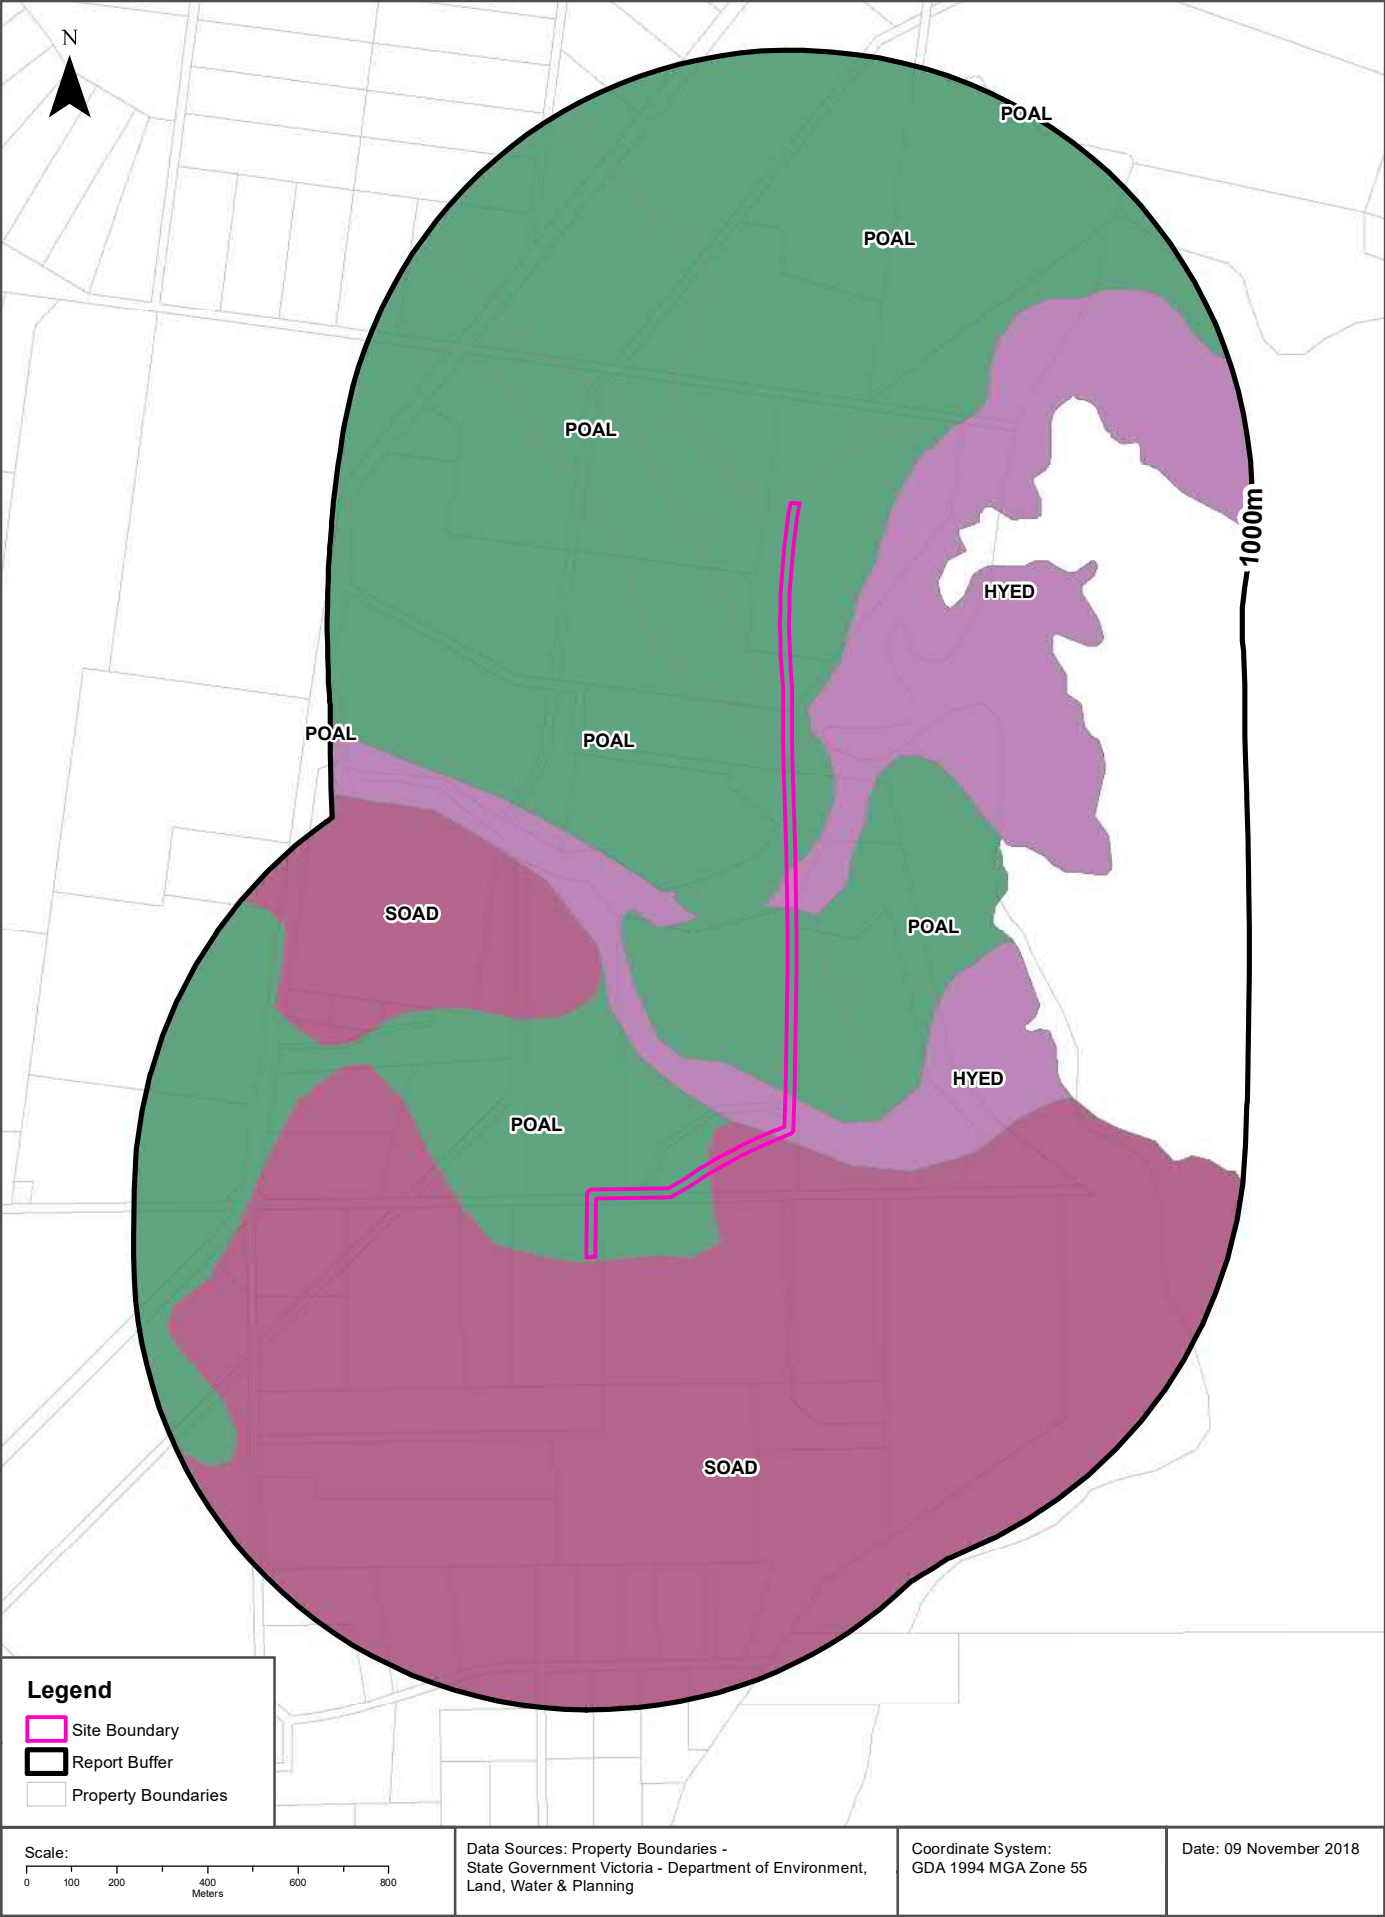 N
POAL
POAL
POAL
1000m
HYED
POAL
POAL
SOAD
POAL
HYED
POAL
SOAD
Legend
Site Boundary
Report Buffer
Property Boundaries
Scale:
0 100 200 400 600 800
Meters
Data Sources: Property Boundaries -
State Government Victoria - Department of Environment,
Land, Water & Planning
Coordinate System:
GDA 1994 MGA Zone 55
Date: 09 November 2018